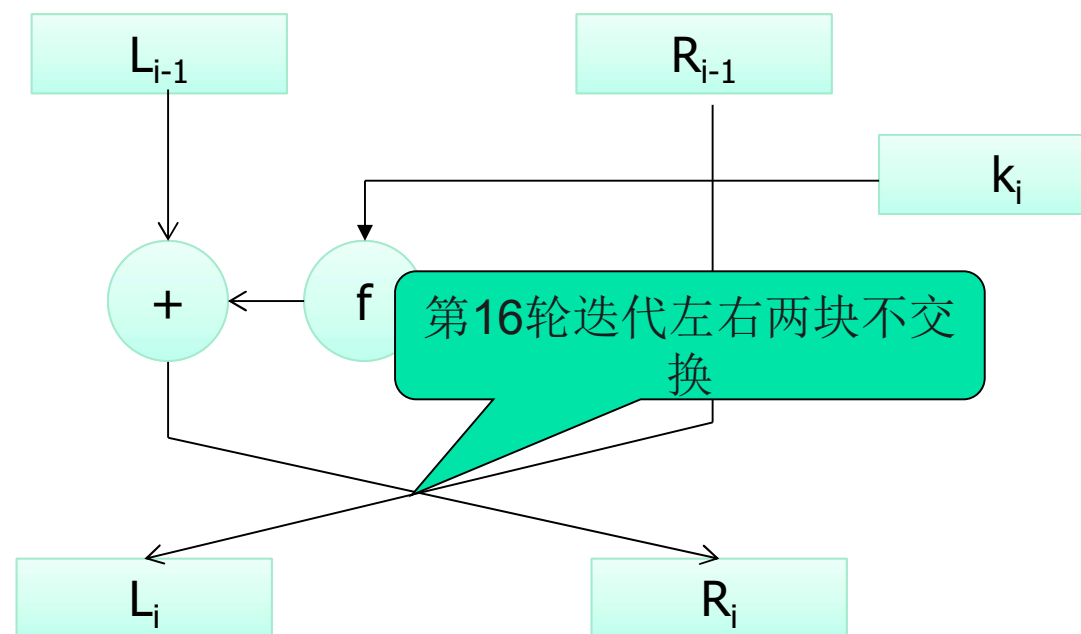 L_{i-1}
R_{i-1}
k_i
+
f
第16轮迭代左右两块不交
换
L_i
R_i